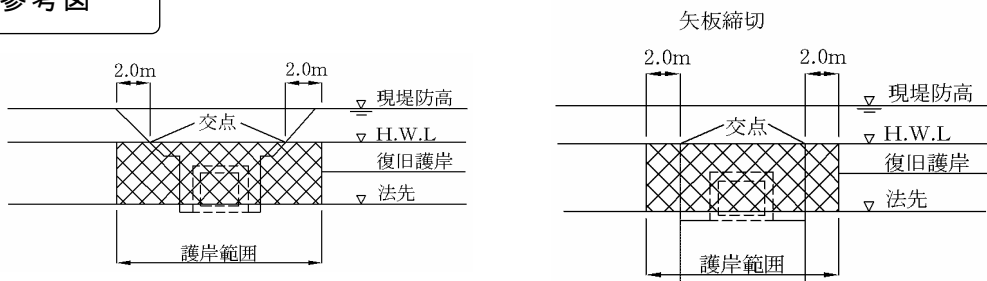 参考図
2.0m
2.0m
現堤防高
交点
H.W.L
復旧護岸
法先
護岸範囲
矢板締切
2.0m
2.0m
現堤防高
交点
H.W.L
復旧護岸
法先
護岸範囲